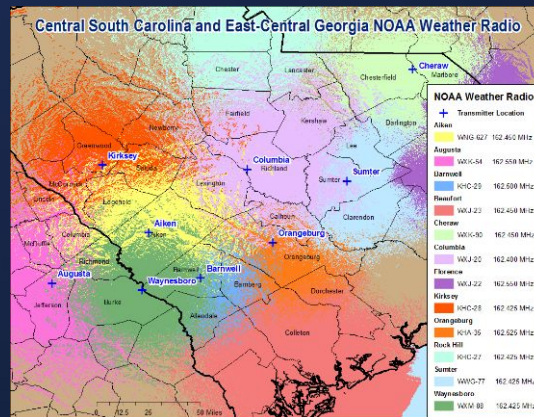 Central South Carolina and East-Central Georgia NOAA Weather Radio
Cheraw
Marlboro
Chester
Lancaster
Chesterfield
Darlington
Fairfield
Kershaw
Newberry
Greenwood
Lee
Kirksey
Saluda
Columbia
Richland
Sumter
Sumter
Lexington
McCormick
Lincoln
Edgefield
Calhoun
Clarendon
Aiken
Aiken
Orangeburg
Orangeburg
Columbia
McDuffie
Richmond
Augusta
Barnwell
Barnwell
Bamberg
Dorchester
Waynesboro
Jefferson
Burke
Allendale
Colleton
0 12.5 25 50 Miles
NOAA Weather Radio
Transmitter Location
Aiken
WNG-627 162.450 MHz
Augusta
WXK-54 162.550 MHz
Barnwell
KHC-29 162.500 MHz
Beaufort
WXJ-23 162.450 MHz
Cheraw
WXK-90 162.450 MHz
Columbia
WXJ-20 162.400 MHz
Florence
WXJ-22 162.550 MHz
Kirksey
KHC-28 162.425 MHz
Orangeburg
KHA-35 162.525 MHz
Rock Hill
KHC-27 162.425 MHz
Sumter
WWG-77 162.425 MHz
Waynesboro
162.425 MHz